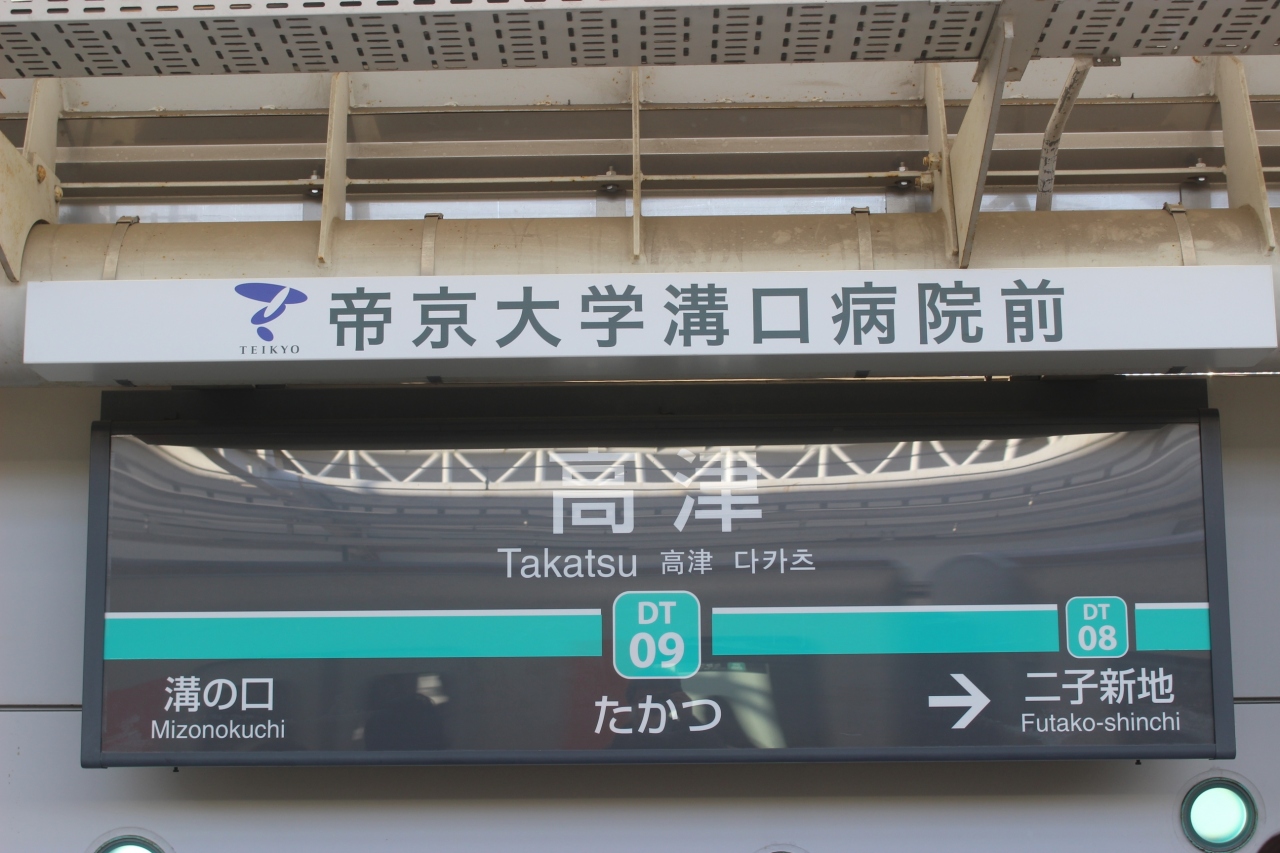 TEIKYO
帝京大学溝口病院前
高津
Takatsu 高津 다카츠
DT
09
DT
08
溝の口
Mizonokuchi
たかつ
→ 二子新地
Futako-shinchi